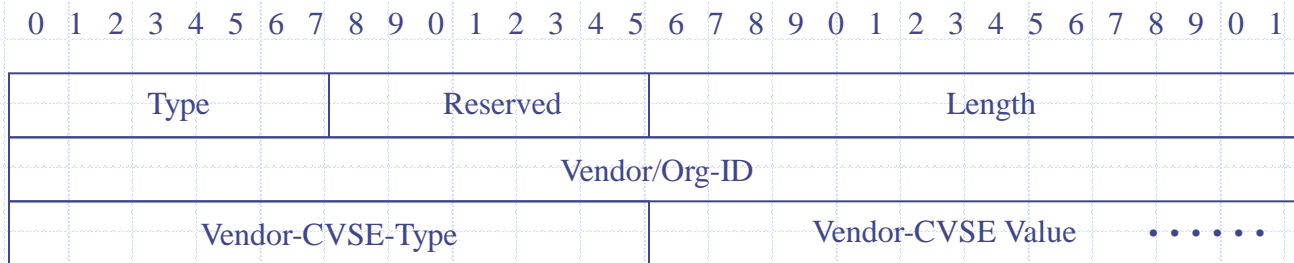 0 1 2 3 4 5 6 7 8 9 0 1 2 3 4 5 6 7 8 9 0 1 2 3 4 5 6 7 8 9 0 1
Type Reserved Length
Vendor/Org-ID
Vendor-CVSE-Type Vendor-CVSE Value ······